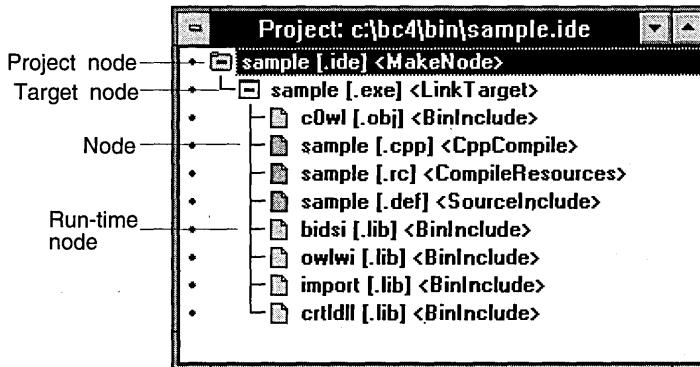 Project: c:\bc4\bin\sample.ide
Project node
sample [.ide] <MakeNode>
Target node
sample [.exe] <LinkTarget>
c0wl [.obj] <BinInclude>
Node
sample [.cpp] <CppCompile>
sample [.rc] <CompileResources>
sample [.def] <SourceInclude>
Run-time
node
bidsi [.lib] <BinInclude>
owlwi [.lib] <BinInclude>
import [.lib] <BinInclude>
crtldll [.lib] <BinInclude>